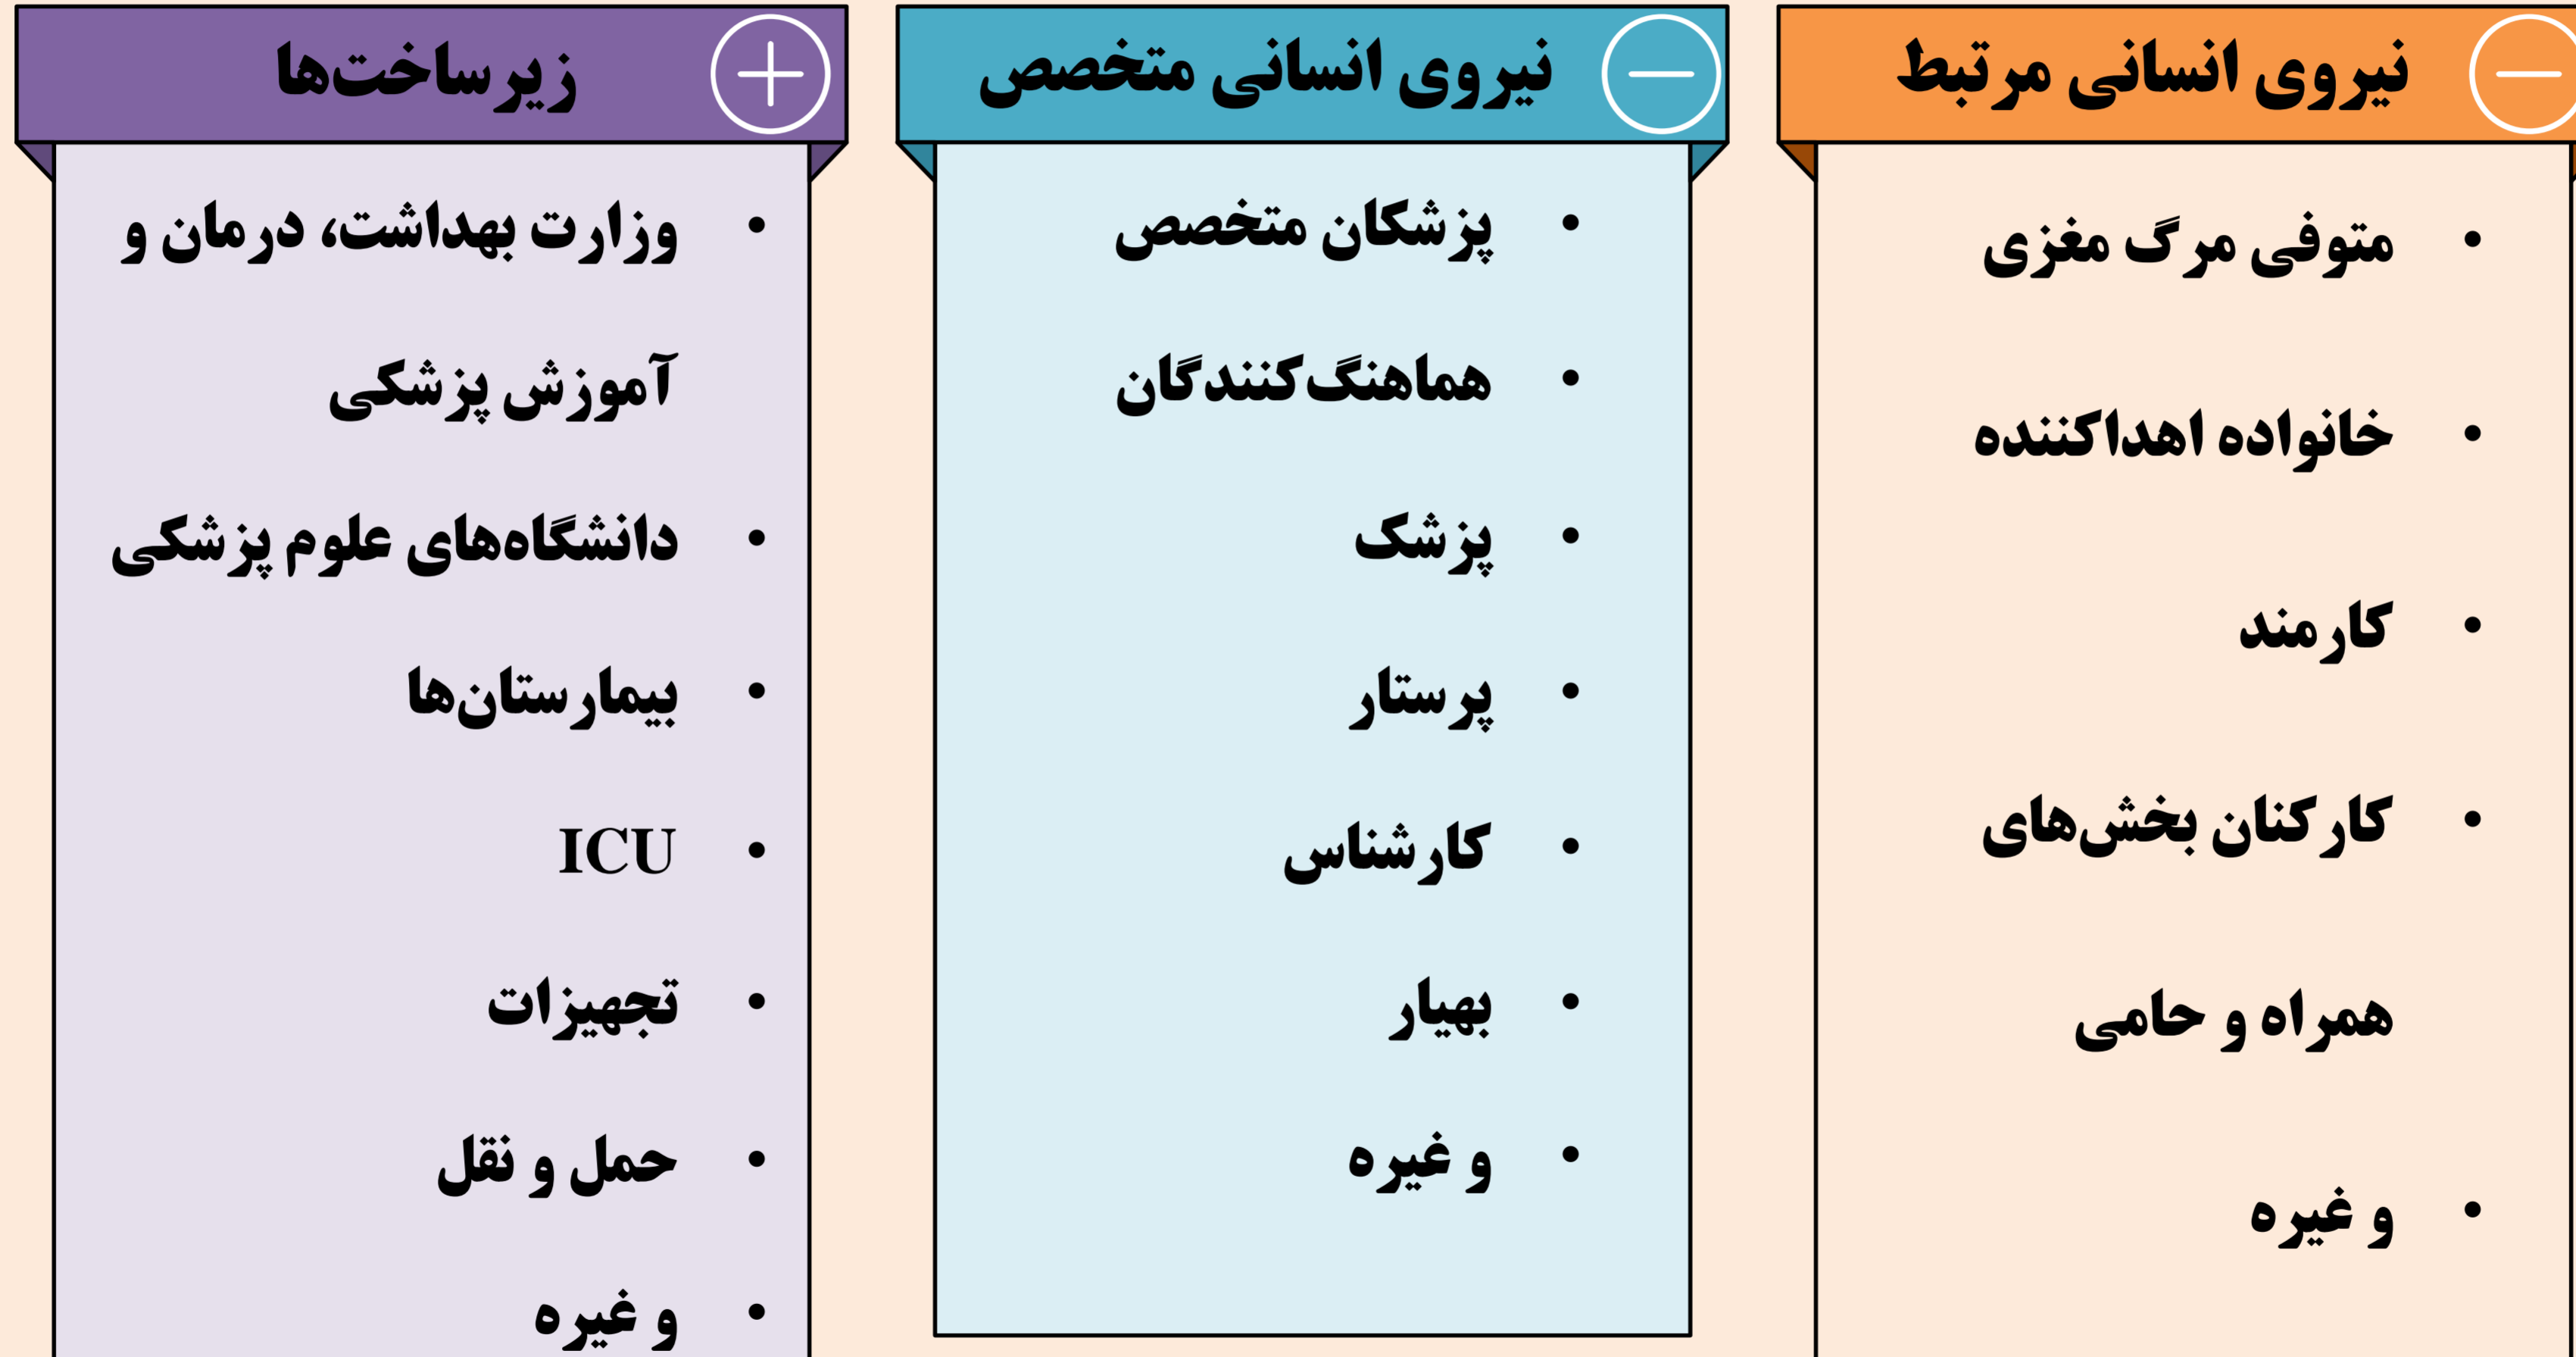 نیروی انسانی مرتبط
• متوفی مرگ مغزی
• خانواده اهداکننده
• کارمند
• کارکنان بخش‌های
همراه و حامی
• و غیره
نیروی انسانی متخصص
• پزشکان متخصص
• هماهنگ‌کنندگان
• پزشک
• پرستار
• کارشناس
• بهیار
• و غیره
زیرساخت‌ها
• وزارت بهداشت، درمان و
آموزش پزشکی
• دانشگاه‌های علوم پزشکی
• بیمارستان‌ها
• ICU
• تجهیزات
• حمل و نقل
• و غیره